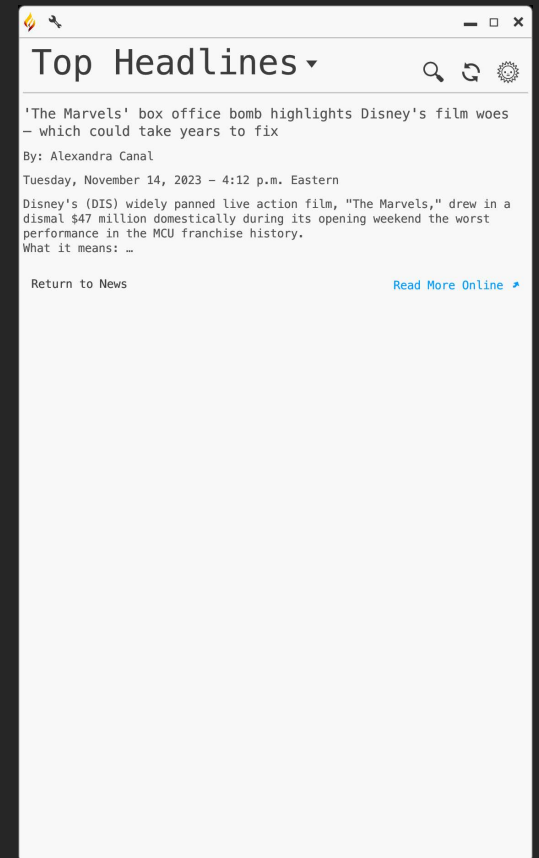 Top Headlines
'The Marvels' box office bomb highlights Disney's film woes
– which could take years to fix
By: Alexandra Canal
Tuesday, November 14, 2023 – 4:12 p.m. Eastern
Disney's (DIS) widely panned live action film, "The Marvels," drew in a
dismal $47 million domestically during its opening weekend the worst
performance in the MCU franchise history.
What it means: …
Return to News
Read More Online